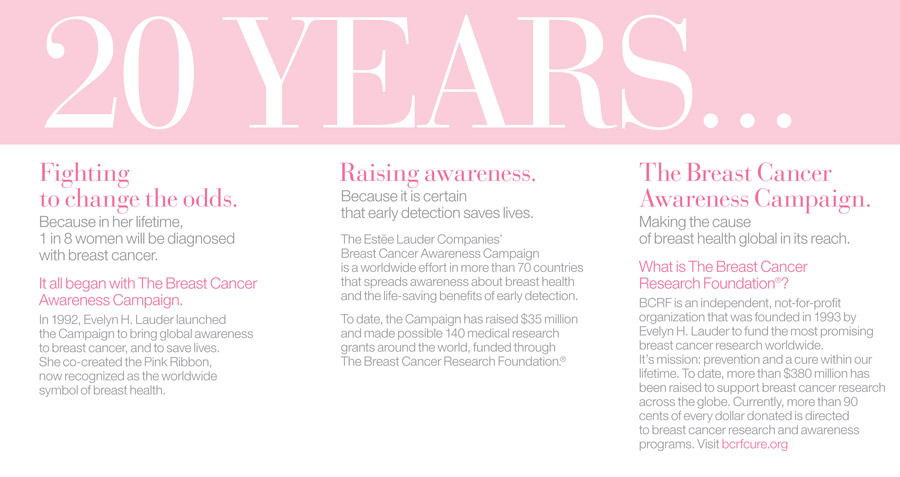 20 YEARS...
Fighting
to change the odds.
Because in her lifetime,
1 in 8 women will be diagnosed
with breast cancer.
It all began with The Breast Cancer
Awareness Campaign.
In 1992, Evelyn H. Lauder launched
the Campaign to bring global awareness
to breast cancer, and to save lives.
She co-created the Pink Ribbon,
now recognized as the worldwide
symbol of breast health.
Raising awareness.
Because it is certain
that early detection saves lives.
The Estēe Lauder Companies'
Breast Cancer Awareness Campaign
is a worldwide effort in more than 70 countries
that spreads awareness about breast health
and the life-saving benefits of early detection.
To date, the Campaign has raised $35 million
and made possible 140 medical research
grants around the world, funded through
The Breast Cancer Research Foundation.®
The Breast Cancer
Awareness Campaign.
Making the cause
of breast health global in its reach.
What is The Breast Cancer
Research Foundation®?
BCRF is an independent, not-for-profit
organization that was founded in 1993 by
Evelyn H. Lauder to fund the most promising
breast cancer research worldwide.
It's mission: prevention and a cure within our
lifetime. To date, more than $380 million has
been raised to support breast cancer research
across the globe. Currently, more than 90
cents of every dollar donated is directed
to breast cancer research and awareness
programs. Visit bcrfcure.org